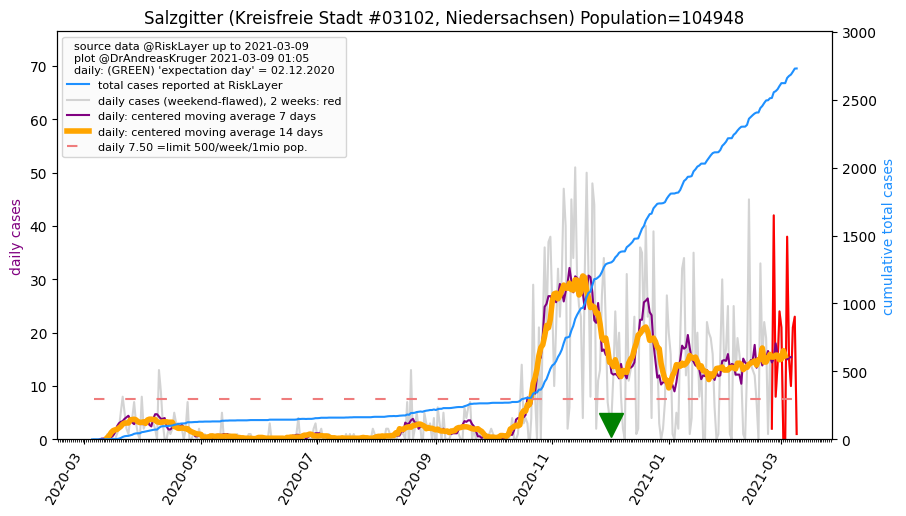 Salzgitter (Kreisfreie Stadt #03102, Niedersachsen) Population=104948
source data @RiskLayer up to 2021-03-09
plot @DrAndreasKruger 2021-03-09 01:05
daily: (GREEN) 'expectation day' = 02.12.2020
total cases reported at RiskLayer
daily cases (weekend-flawed), 2 weeks: red
daily: centered moving average 7 days
daily: centered moving average 14 days
daily 7.50 =limit 500/week/1mio pop.
daily cases
70
60
50
40
30
20
10
0
cumulative total cases
3000
2500
2000
1500
1000
500
0
2020-03
2020-05
2020-07
2020-09
2020-11
2021-01
2021-03